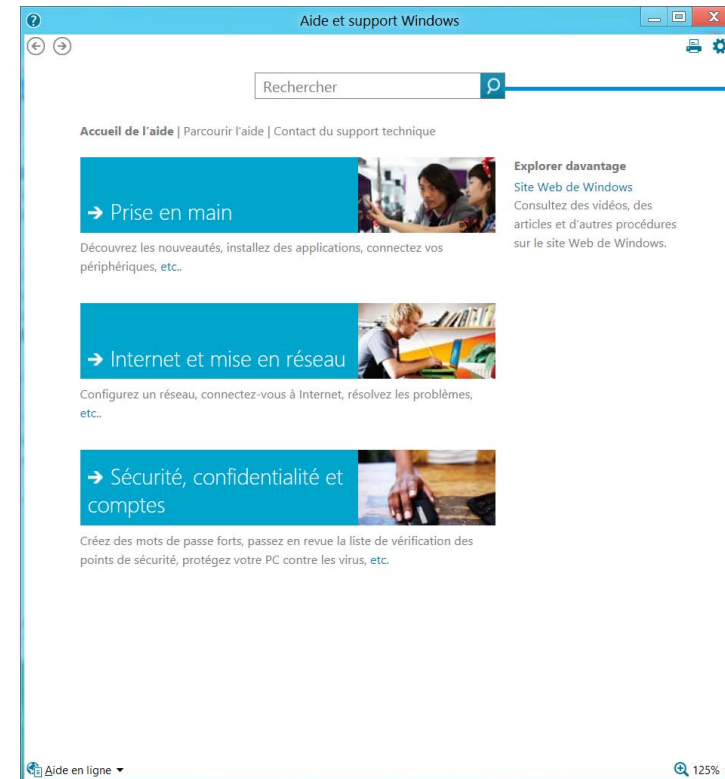 Aide et support Windows
Rechercher
Accueil de l'aide | Parcourir l'aide | Contact du support technique
→ Prise en main
Découvrez les nouveautés, installez des applications, connectez vos
périphériques, etc..
→ Internet et mise en réseau
Configurez un réseau, connectez-vous à Internet, résolvez les problèmes,
etc..
→ Sécurité, confidentialité et
comptes
Créez des mots de passe forts, passez en revue la liste de vérification des
points de sécurité, protégez votre PC contre les virus, etc.
Explorer davantage
Site Web de Windows
Consultez des vidéos, des
articles et d'autres procédures
sur le site Web de Windows.
Aide en ligne
125%